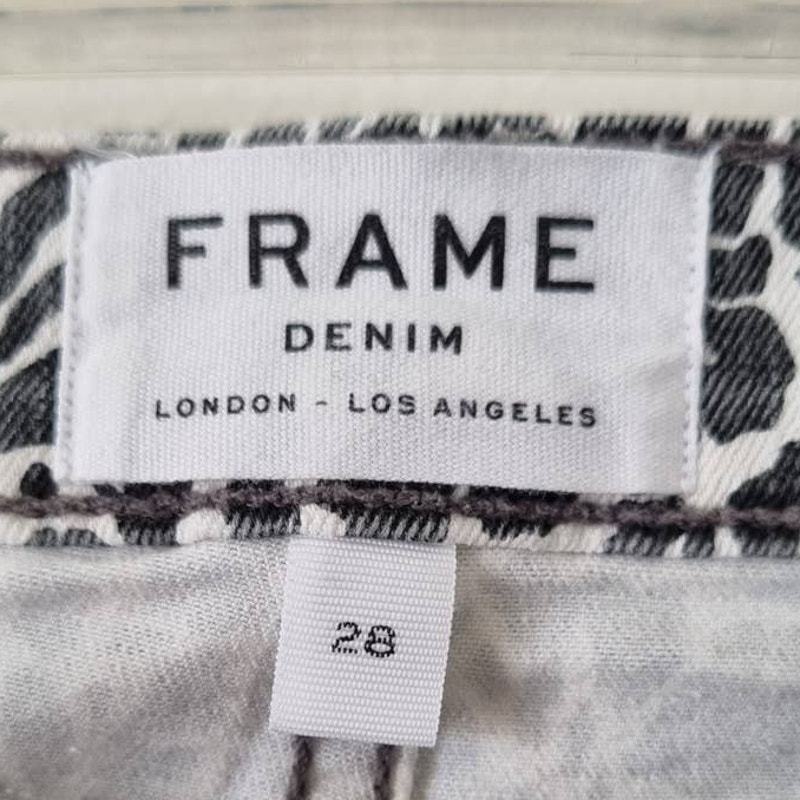 FRAME
DENIM
LONDON - LOS ANGELES
28